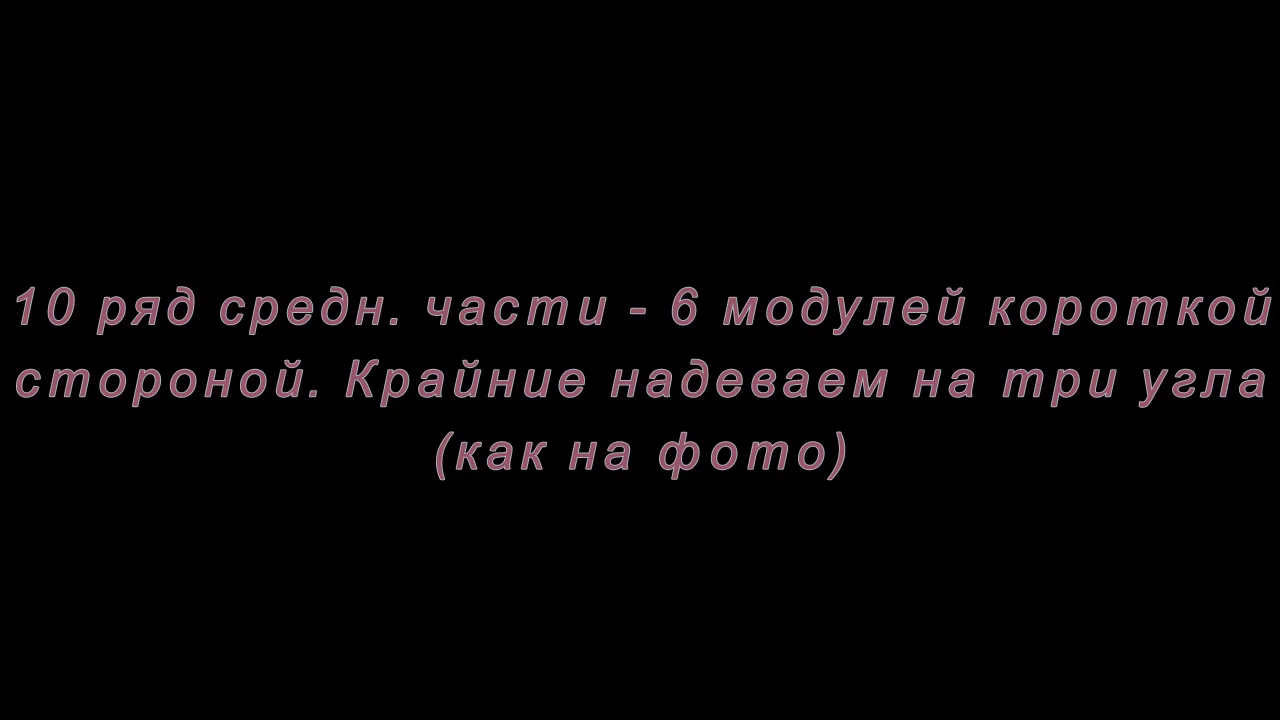 10 ряд средн. части - 6 модулей короткой
стороной. Крайние надеваем на три угла
(как на фото)